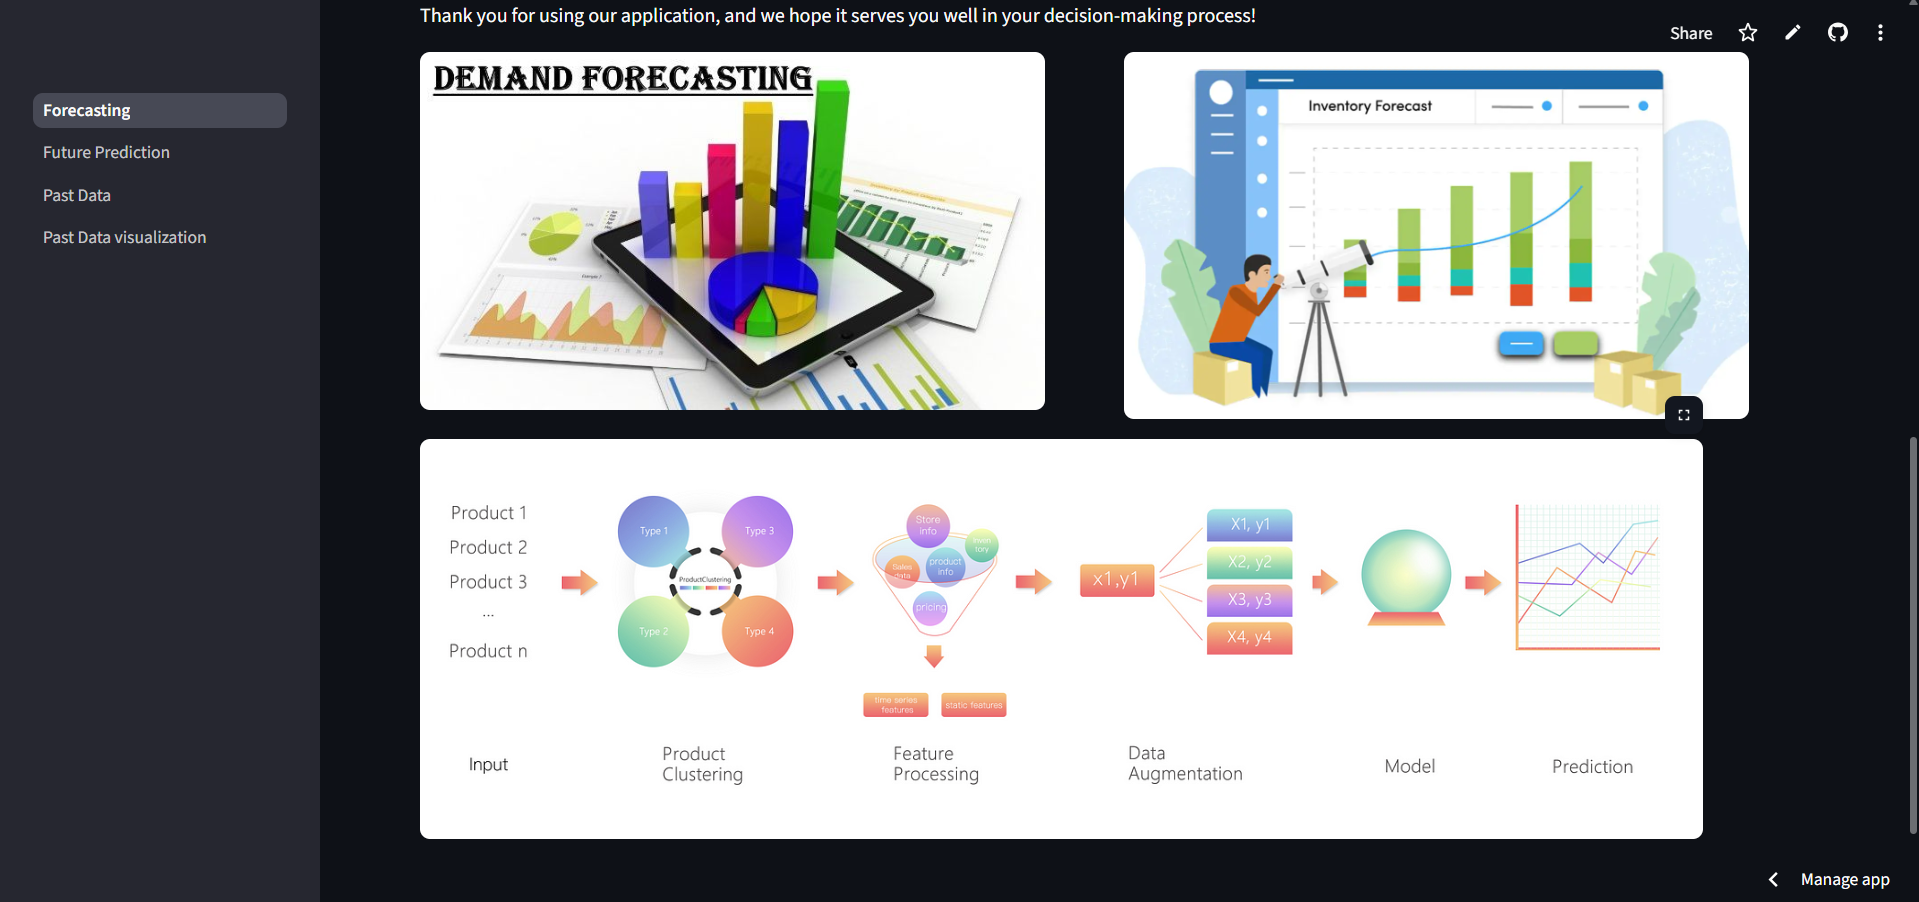 Thank you for using our application, and we hope it serves you well in your decision-making process!
Share
Forecasting
Future Prediction
Past Data
Past Data visualization
DEMAND FORECASTING
Inventory Forecast
Product 1
Product 2
Product 3
...
Product n
Type 1
Type 3
ProductClustering
Type 2
Type 4
Store
info
inven
tory
product
info
Sales
data
pricing
time series
features
static features
x1,y1
X1, y1
X2, y2
X3, y3
X4, y4
Input
Product
Clustering
Feature
Processing
Data
Augmentation
Model
Prediction
Manage app